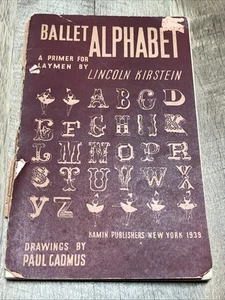 BALLET ALPHABET
A PRIMER FOR
LAYMEN BY LINCOLN KIRSTEIN
A B C D
E F G H I J K
L M N O P R
S T U V W X
Y Z
KAMIN PUBLISHERS NEW YORK 1939
DRAWINGS BY
PAUL CADMUS